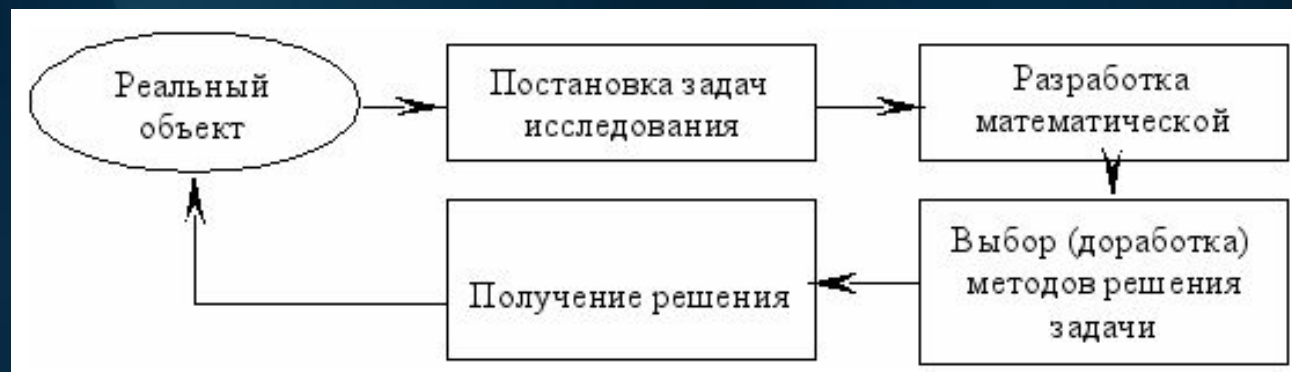 Реальный
объект
Постановка задач
исследования
Разработка
математической
Выбор (доработка)
методов решения
задачи
Получение решения